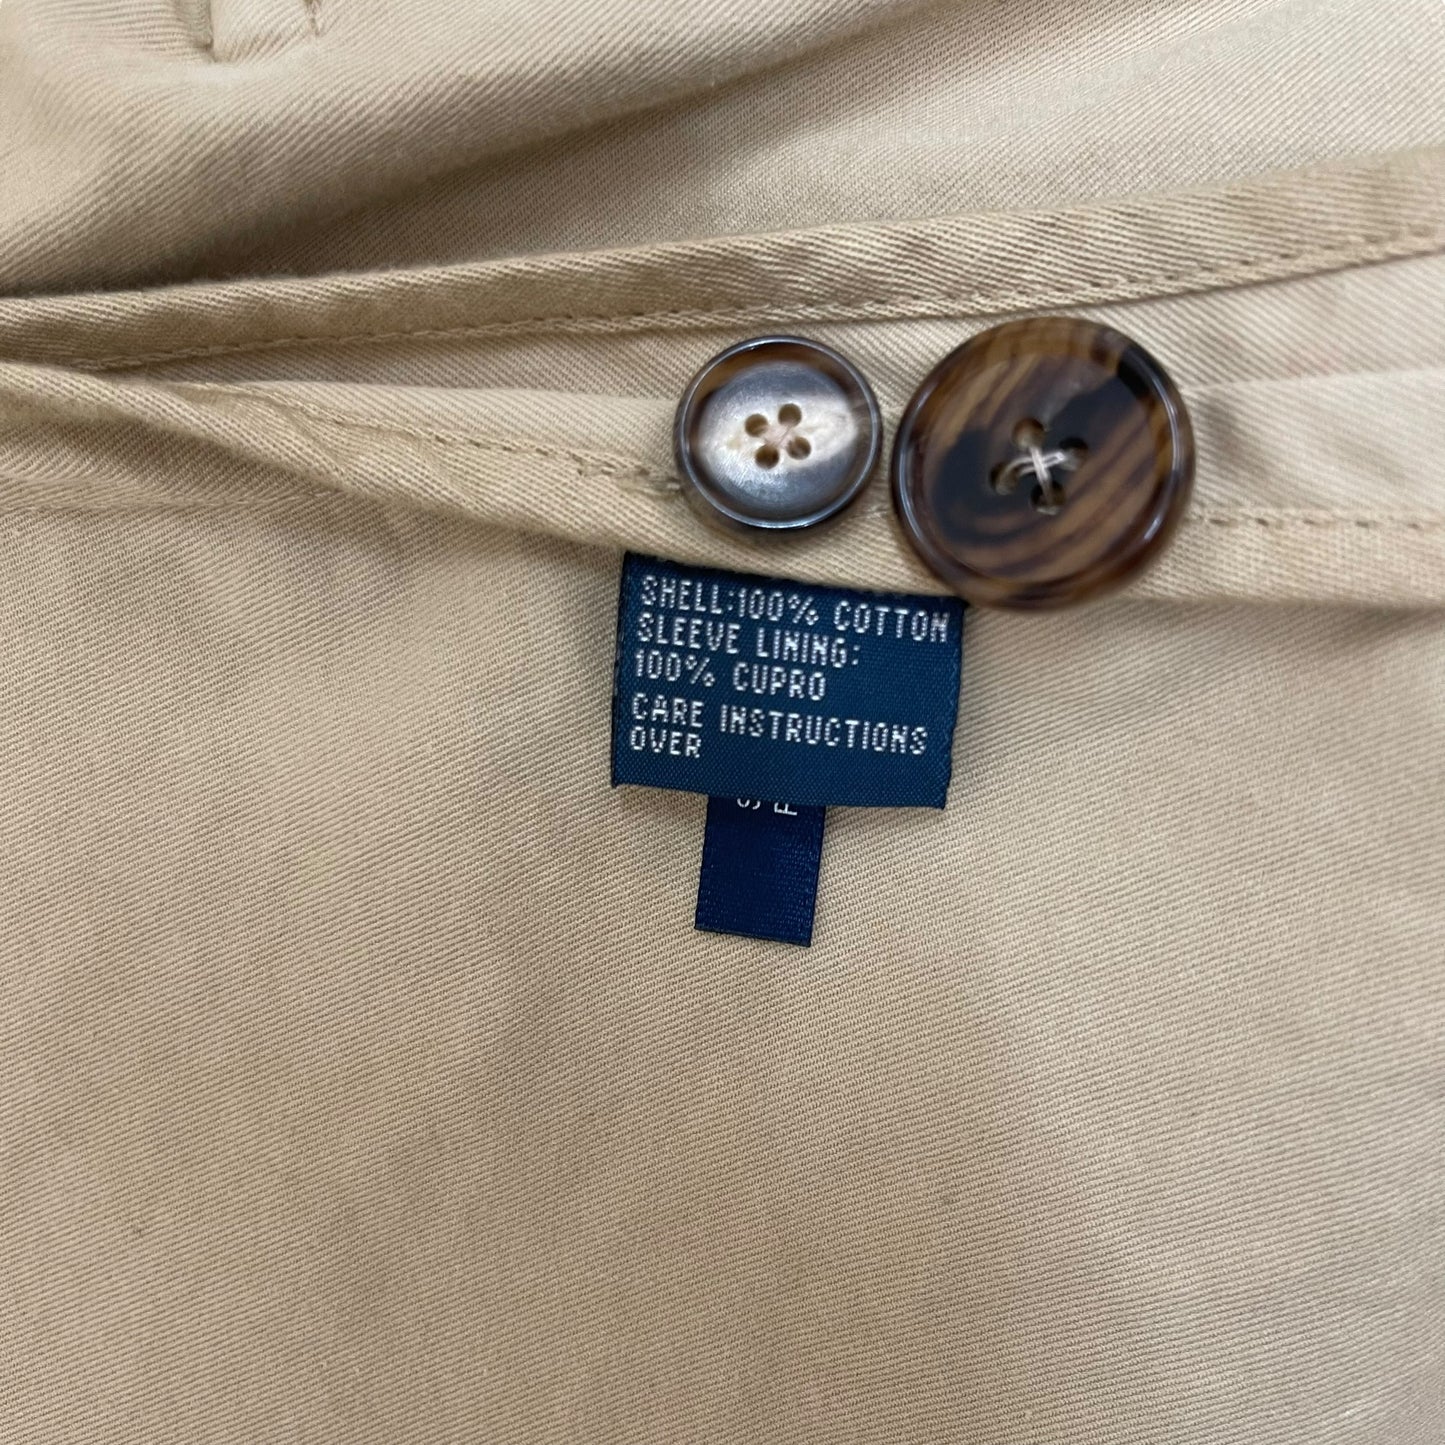 SHELL:100% COTTON
SLEEVE LINING:
100% CUPRO
CARE INSTRUCTIONS
OVER